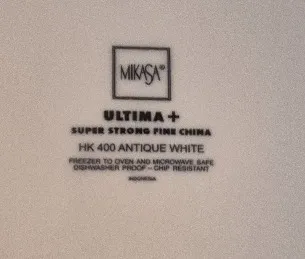 MIKASA®
ULTIMA +
SUPER STRONG FINE CHINA
HK 400 ANTIQUE WHITE
FREEZER TO OVEN AND MICROWAVE SAFE
DISHWASHER PROOF – CHIP RESISTANT
INDONESIA